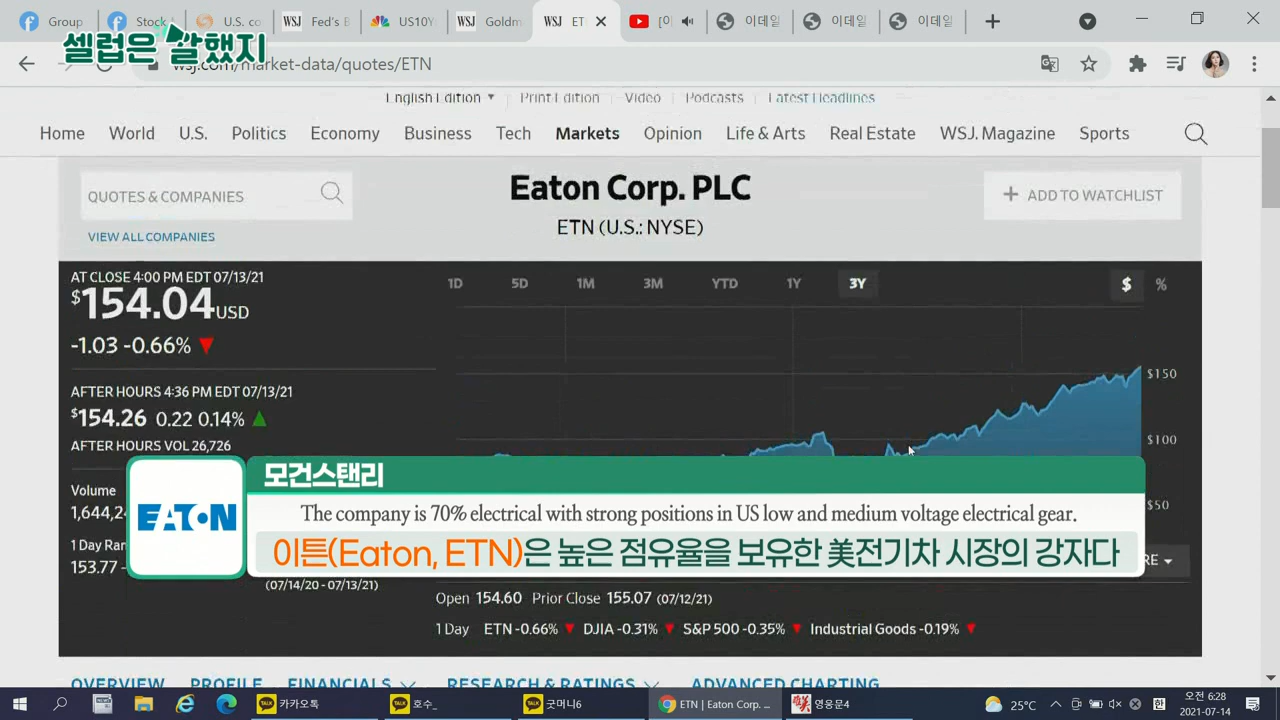 Group
Stock
U.S. co
WSJ Fed's B
US10Y
WSJ Goldm
WSJ ET
[이
이데일
이데일
이데일
셀럽은 알했지
wsj.com/market-data/quotes/ETN
English Edition
Print Edition
Video
Podcasts
Latest Headlines
Home
World
U.S.
Politics
Economy
Business
Tech
Markets
Opinion
Life & Arts
Real Estate
WSJ. Magazine
Sports
QUOTES & COMPANIES
VIEW ALL COMPANIES
Eaton Corp. PLC
ETN (U.S.: NYSE)
+ ADD TO WATCHLIST
AT CLOSE 4:00 PM EDT 07/13/21
$154.04USD
-1.03 -0.66%
AFTER HOURS 4:36 PM EDT 07/13/21
$154.26 0.22 0.14%
AFTER HOURS VOL 26,726
1D 5D 1M 3M YTD 1Y 3Y
$ %
$150
$100
$50
Volume
1,644,24
1 Day Ran
153.77 -
(07/14/20 - 07/13/21)
EATON
모건스탠리
The company is 70% electrical with strong positions in US low and medium voltage electrical gear.
이튼(Eaton, ETN)은 높은 점유율을 보유한 美전기차 시장의 강자다
RE
Open 154.60 Prior Close 155.07 (07/12/21)
1 Day ETN -0.66% DJIA -0.31% S&P 500 -0.35% Industrial Goods -0.19%
OVERVIEW
PROFILE
FINANCIALS
RESEARCH & RATINGS
ADVANCED CHARTING
카카오톡
호수_
굿머니6
ETN | Eaton Corp. ...
영웅문4
25°C
한
오전 6:28
2021-07-14